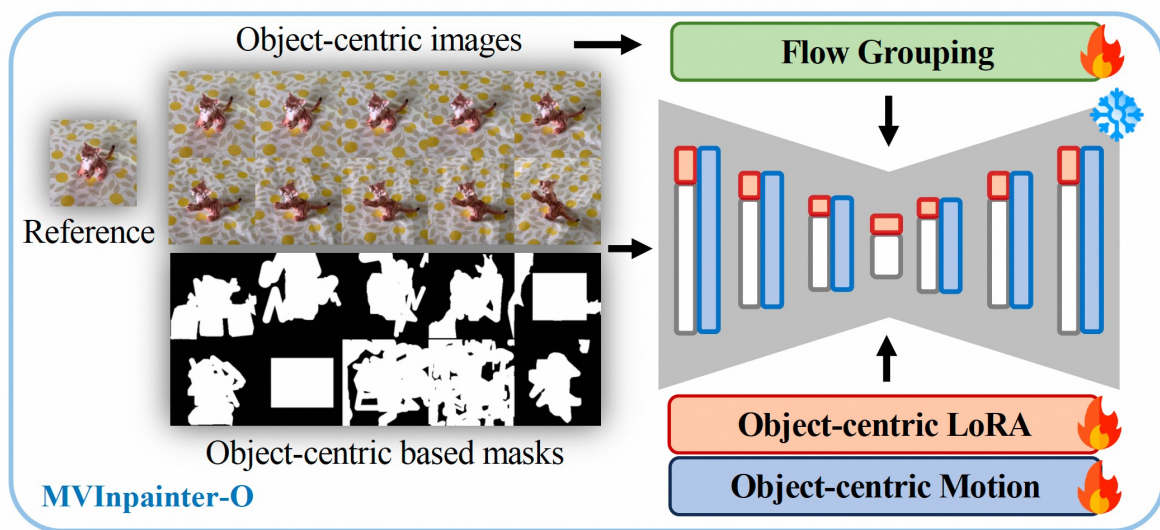 Object-centric images
Flow Grouping
Reference
Object-centric based masks
Object-centric LoRA
Object-centric Motion
MVInpainter-O